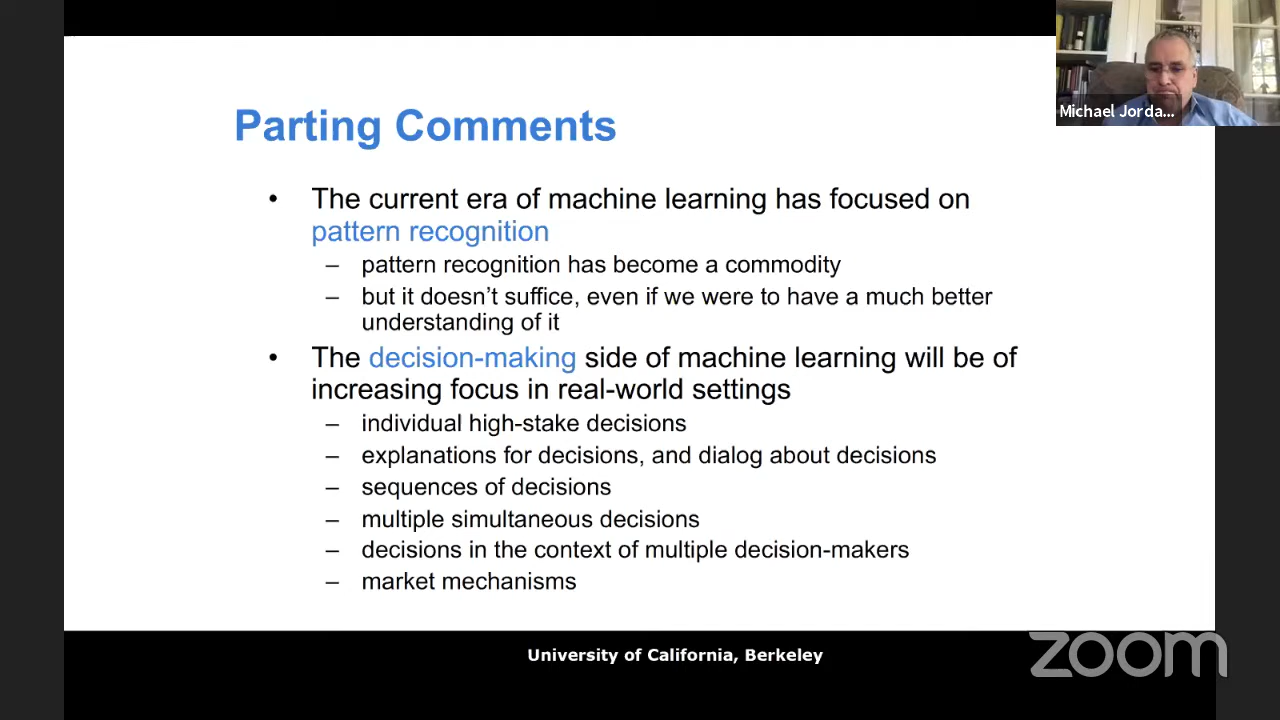 Michael Jorda...
Parting Comments
• The current era of machine learning has focused on
pattern recognition
– pattern recognition has become a commodity
– but it doesn't suffice, even if we were to have a much better
understanding of it
• The decision-making side of machine learning will be of
increasing focus in real-world settings
– individual high-stake decisions
– explanations for decisions, and dialog about decisions
– sequences of decisions
– multiple simultaneous decisions
– decisions in the context of multiple decision-makers
– market mechanisms
University of California, Berkeley
zoom